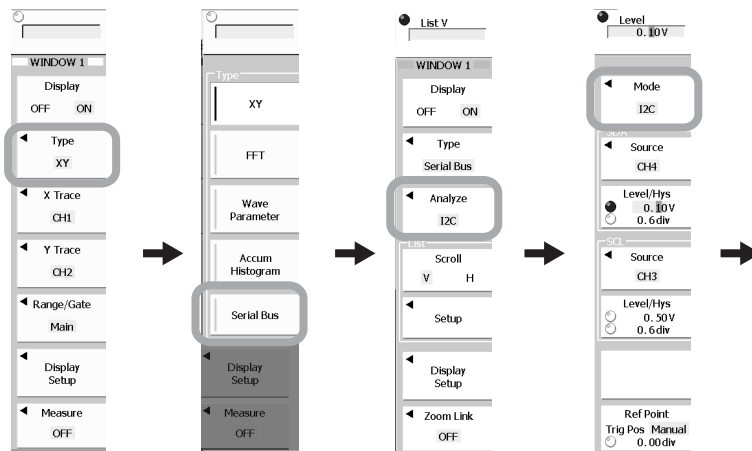 WINDOW 1
Display
OFF ON
Type
XY
X Trace
CH1
Y Trace
CH2
Range/Gate
Main
Display
Setup
Measure
OFF
Type
XY
FFT
Wave
Parameter
Accum
Histogram
Serial Bus
Display
Setup
Measure
OFF
List V
WINDOW 1
Display
OFF ON
Type
Serial Bus
Analyze
I2C
List
Scroll
V H
Setup
Display
Setup
Zoom Link
OFF
Level
0.10V
Mode
I2C
SDA
Source
CH4
Level/Hys
0.10V
0.6div
SCL
Source
CH3
Level/Hys
0.50V
0.6div
Ref Point
Trig Pos Manual
0.00div